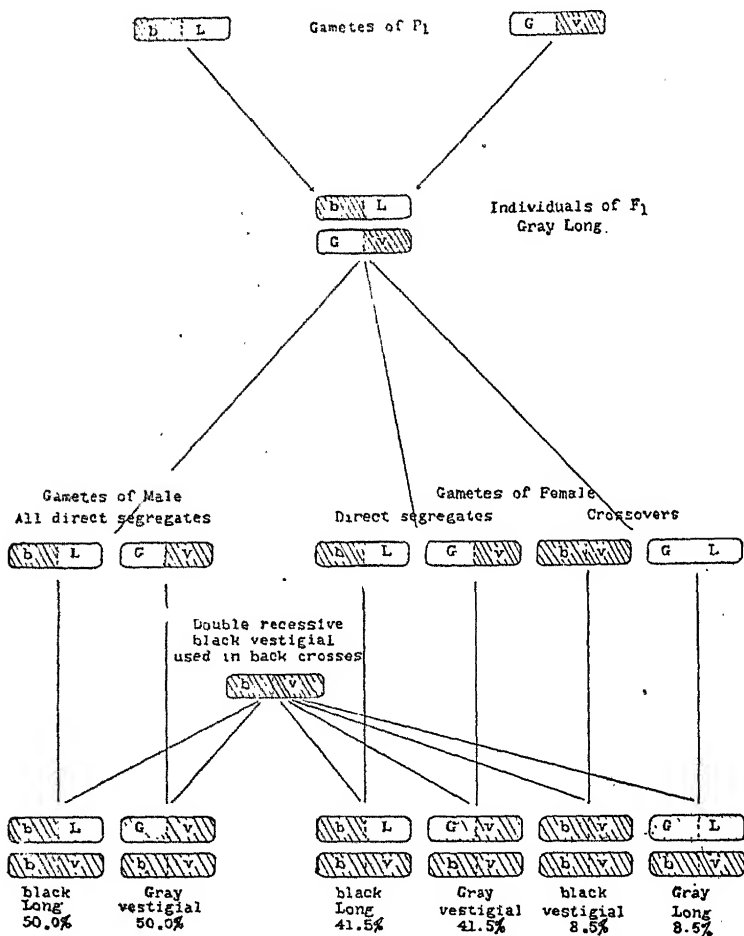 b L Gametes of P1 G v
b L
G v
Individuals of F1
Gray Long.
Gametes of Male
All direct segregates
Gametes of Female
Direct segregates Crossovers
b L G v b L G v b v G L
Double recessive
black vestigial
used in back crosses
b v
b L G v b L G v b v G L
b v b v b v b v b v b v
black
Long
50.0%
Gray
vestigial
50.0%
black
Long
41.5%
Gray
vestigial
41.5%
black
vestigial
8.5%
Gray
Long
8.5%